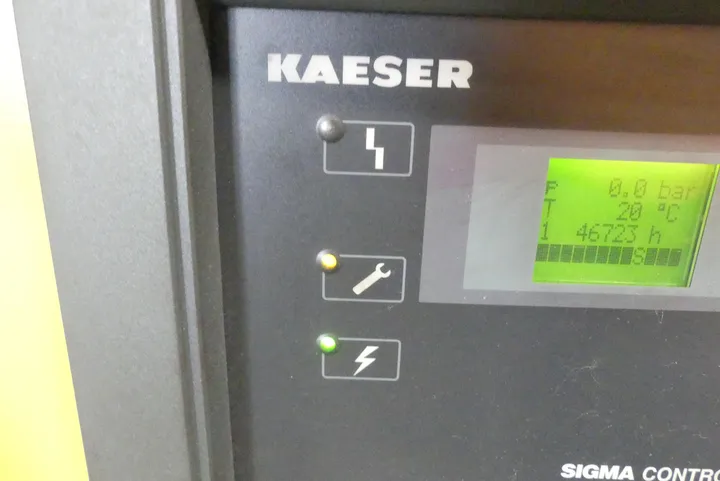 KAESER
P 0.0 bar
T 20 °C
1 46723 h
S
SIGMA CONTRO